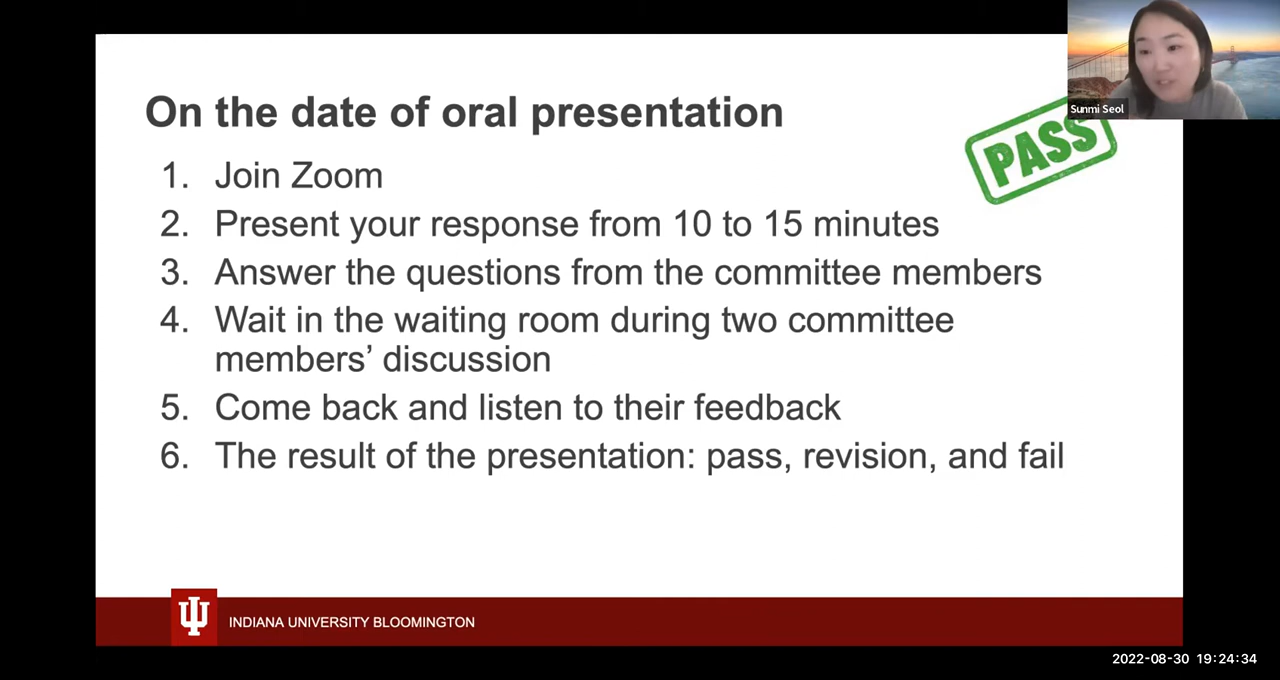 Sunmi Seol
On the date of oral presentation
PASS
1. Join Zoom
2. Present your response from 10 to 15 minutes
3. Answer the questions from the committee members
4. Wait in the waiting room during two committee
members’ discussion
5. Come back and listen to their feedback
6. The result of the presentation: pass, revision, and fail
INDIANA UNIVERSITY BLOOMINGTON
2022-08-30 19:24:34